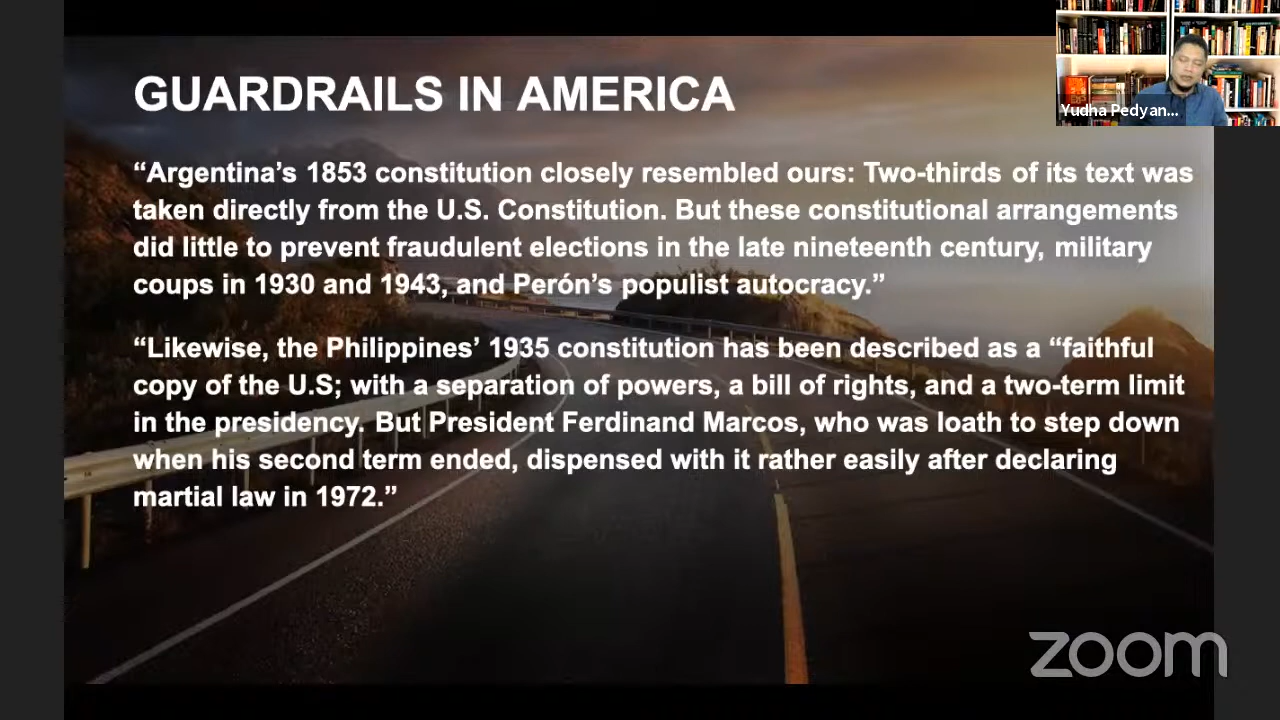 GUARDRAILS IN AMERICA
Yudha Pedyan...
“Argentina’s 1853 constitution closely resembled ours: Two-thirds of its text was
taken directly from the U.S. Constitution. But these constitutional arrangements
did little to prevent fraudulent elections in the late nineteenth century, military
coups in 1930 and 1943, and Perón’s populist autocracy.”
“Likewise, the Philippines’ 1935 constitution has been described as a “faithful
copy of the U.S; with a separation of powers, a bill of rights, and a two-term limit
in the presidency. But President Ferdinand Marcos, who was loath to step down
when his second term ended, dispensed with it rather easily after declaring
martial law in 1972.”
zoom